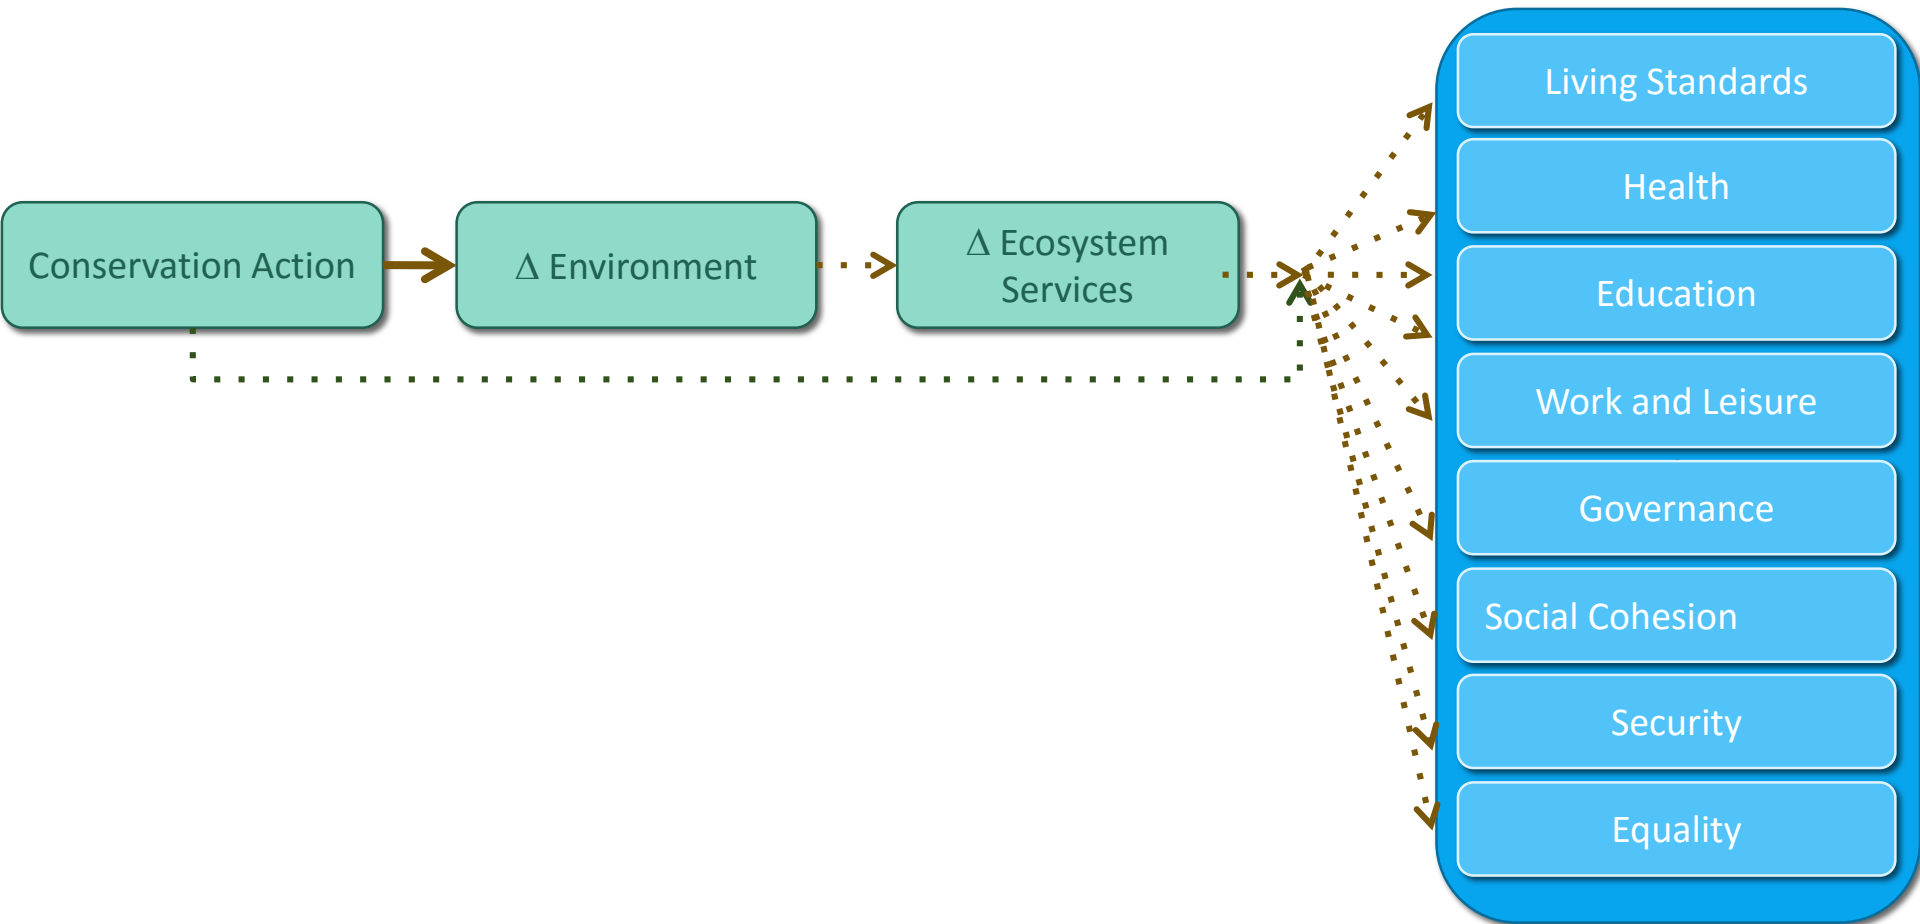 Conservation Action
Δ Environment
Δ Ecosystem
Services
Living Standards
Health
Education
Work and Leisure
Governance
Social Cohesion
Security
Equality